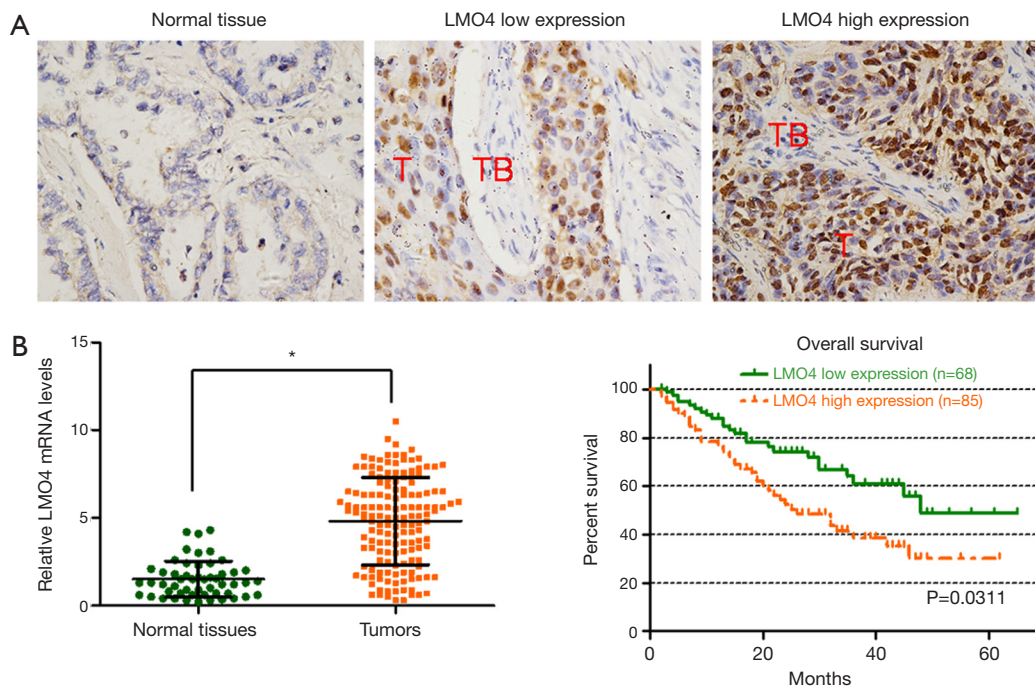 A
Normal tissue
LMO4 low expression
LMO4 high expression
T
TB
TB
T
B
Relative LMO4 mRNA levels
15
10
5
0
*
Normal tissues
Tumors
Overall survival
LMO4 low expression (n=68)
LMO4 high expression (n=85)
Percent survival
100
80
60
40
20
0
P=0.0311
0
20
40
60
Months